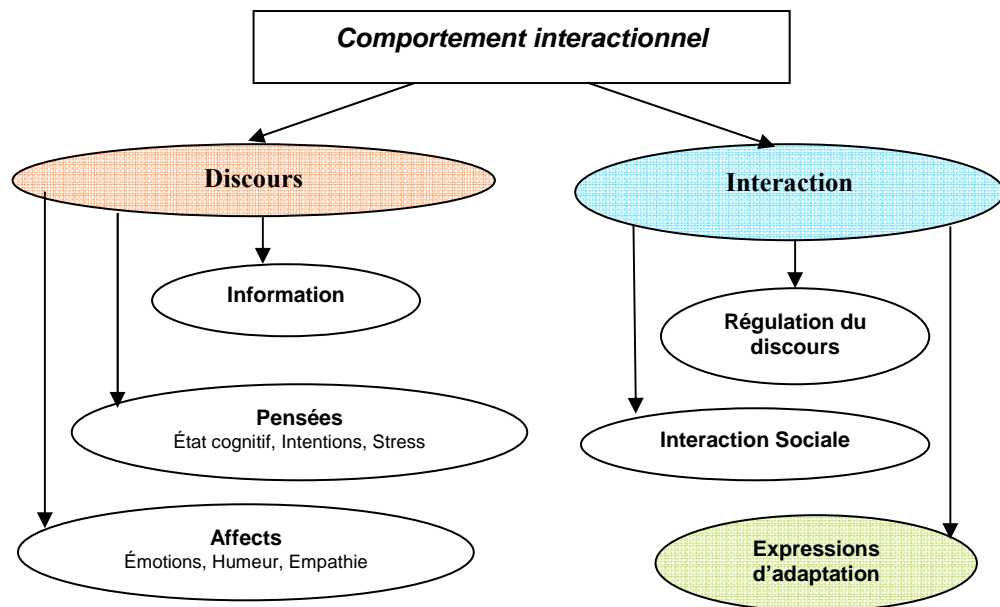 Comportement interactionnel
Discours
Interaction
Information
Régulation du
discours
Pensées
État cognitif, Intentions, Stress
Interaction Sociale
Affects
Émotions, Humeur, Empathie
Expressions
d’adaptation